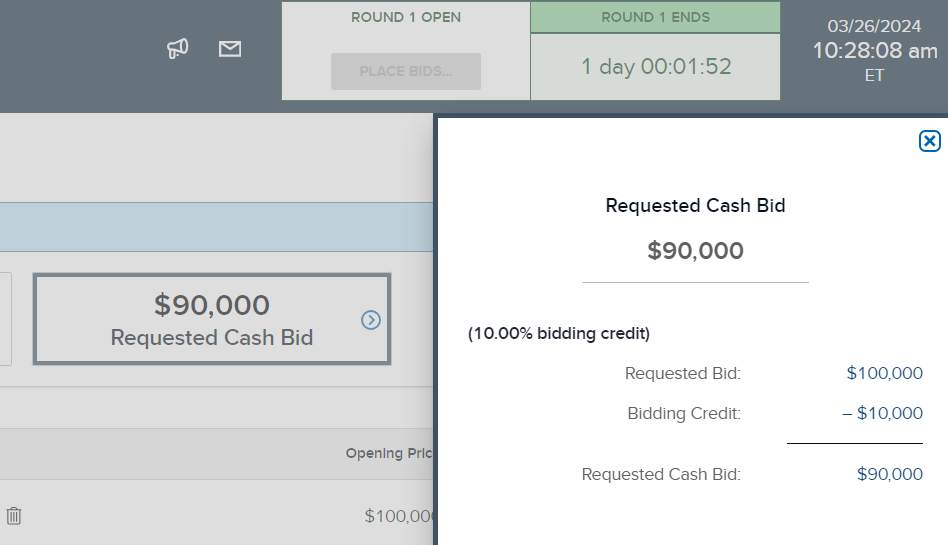 ROUND 1 OPEN
PLACE BIDS...
ROUND 1 ENDS
1 day 00:01:52
03/26/2024
10:28:08 am
ET
$90,000
Requested Cash Bid
Opening Pric
$100,00
Requested Cash Bid
$90,000
(10.00% bidding credit)
Requested Bid: $100,000
Bidding Credit: – $10,000
Requested Cash Bid: $90,000